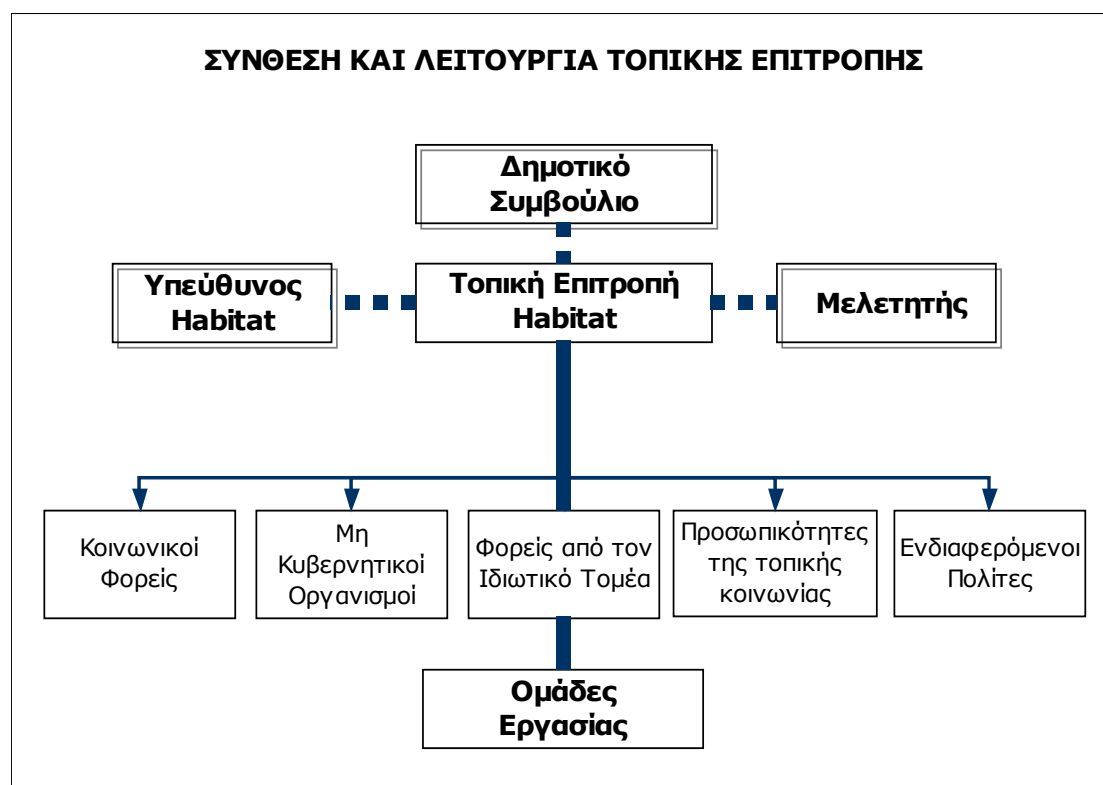 ΣΥΝΘΕΣΗ ΚΑΙ ΛΕΙΤΟΥΡΓΙΑ ΤΟΠΙΚΗΣ ΕΠΙΤΡΟΠΗΣ
Δημοτικό
Συμβούλιο
Υπεύθυνος
Habitat
Τοπική Επιτροπή
Habitat
Μελετητής
Κοινωνικοί
Φορείς
Μη
Κυβερνητικοί
Οργανισμοί
Φορείς από τον
Ιδιωτικό Τομέα
Προσωπικότητες
της τοπικής
κοινωνίας
Ενδιαφερόμενοι
Πολίτες
Ομάδες
Εργασίας